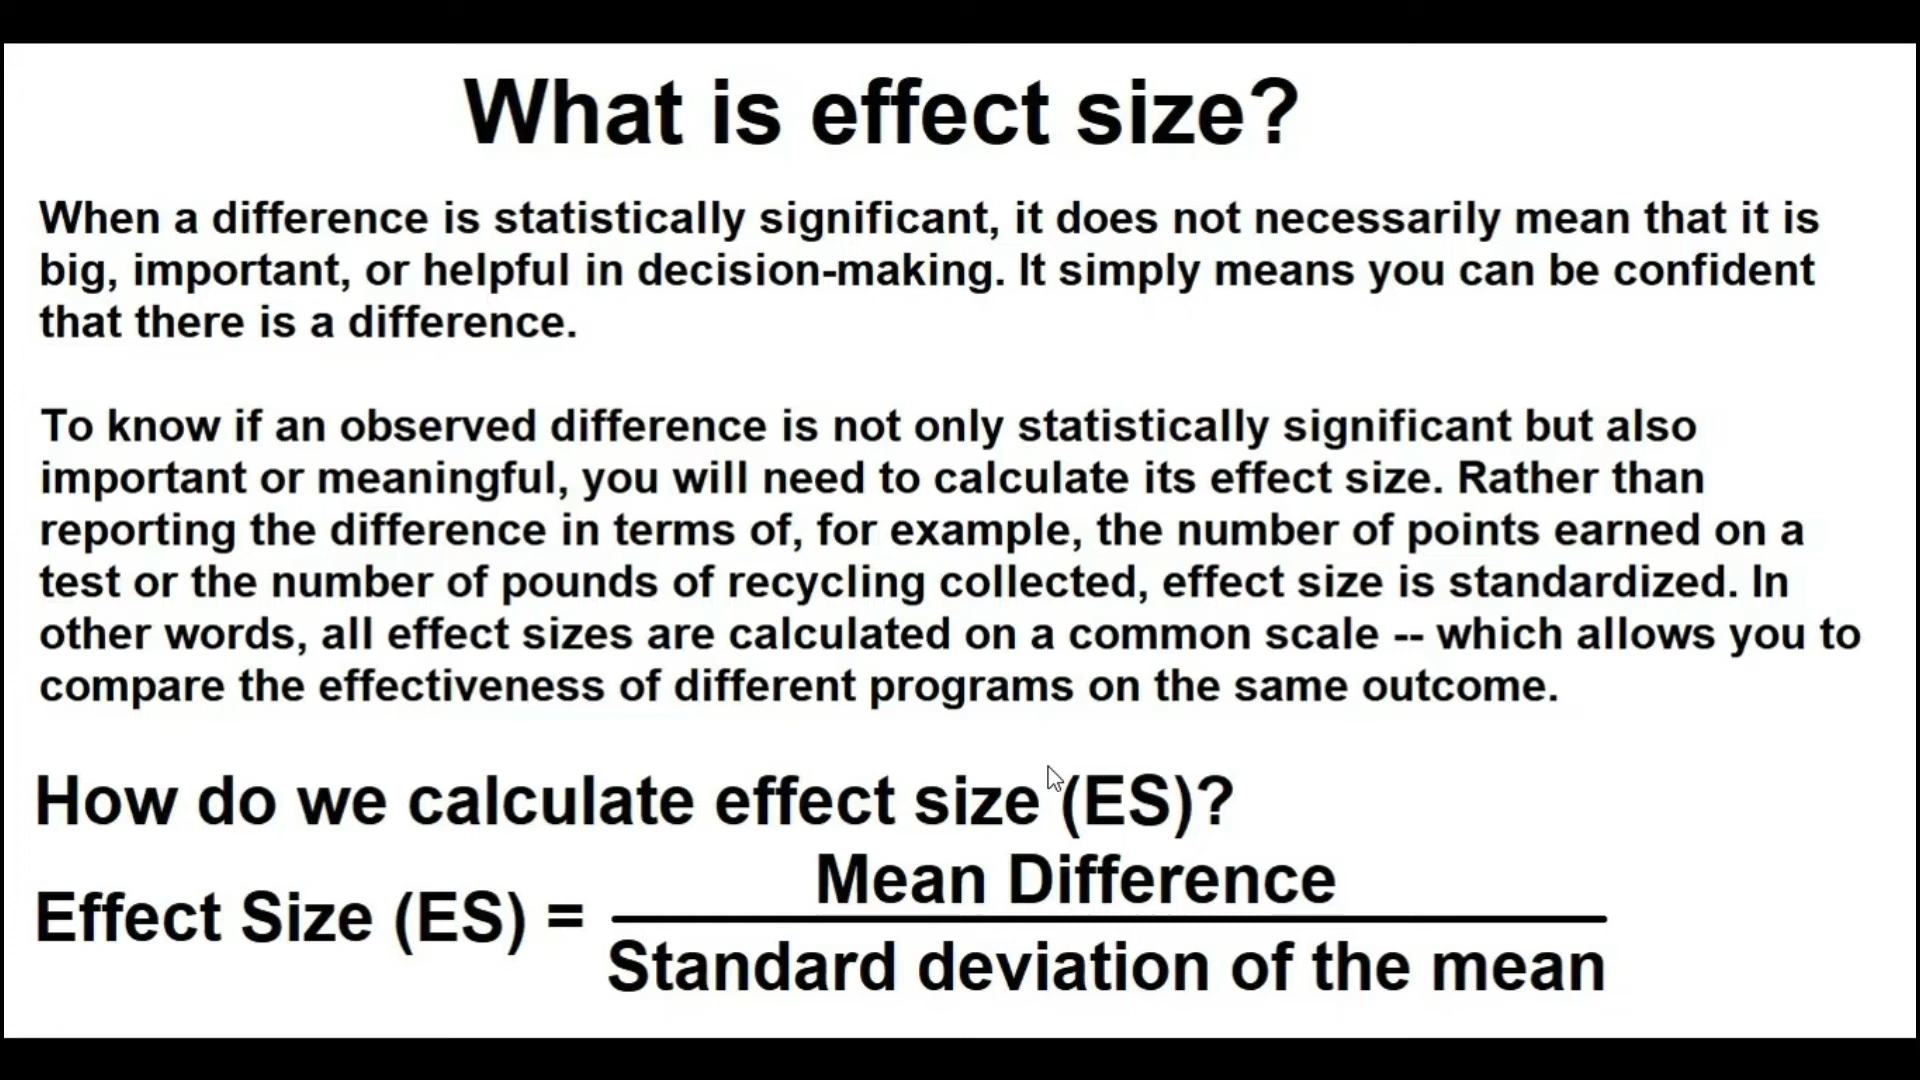 What is effect size?
When a difference is statistically significant, it does not necessarily mean that it is
big, important, or helpful in decision-making. It simply means you can be confident
that there is a difference.
To know if an observed difference is not only statistically significant but also
important or meaningful, you will need to calculate its effect size. Rather than
reporting the difference in terms of, for example, the number of points earned on a
test or the number of pounds of recycling collected, effect size is standardized. In
other words, all effect sizes are calculated on a common scale -- which allows you to
compare the effectiveness of different programs on the same outcome.
How do we calculate effect size (ES)?
Effect Size (ES) =
Mean Difference
Standard deviation of the mean